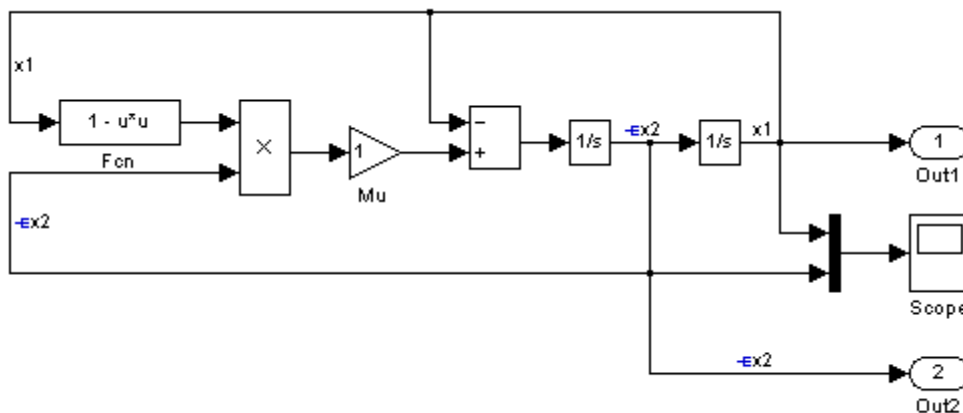 x1
1 - u*u
Fcn
×
1
Mu
−
+
1/s
x2
1/s
x1
1
Out1
x2
Scope
x2
2
Out2